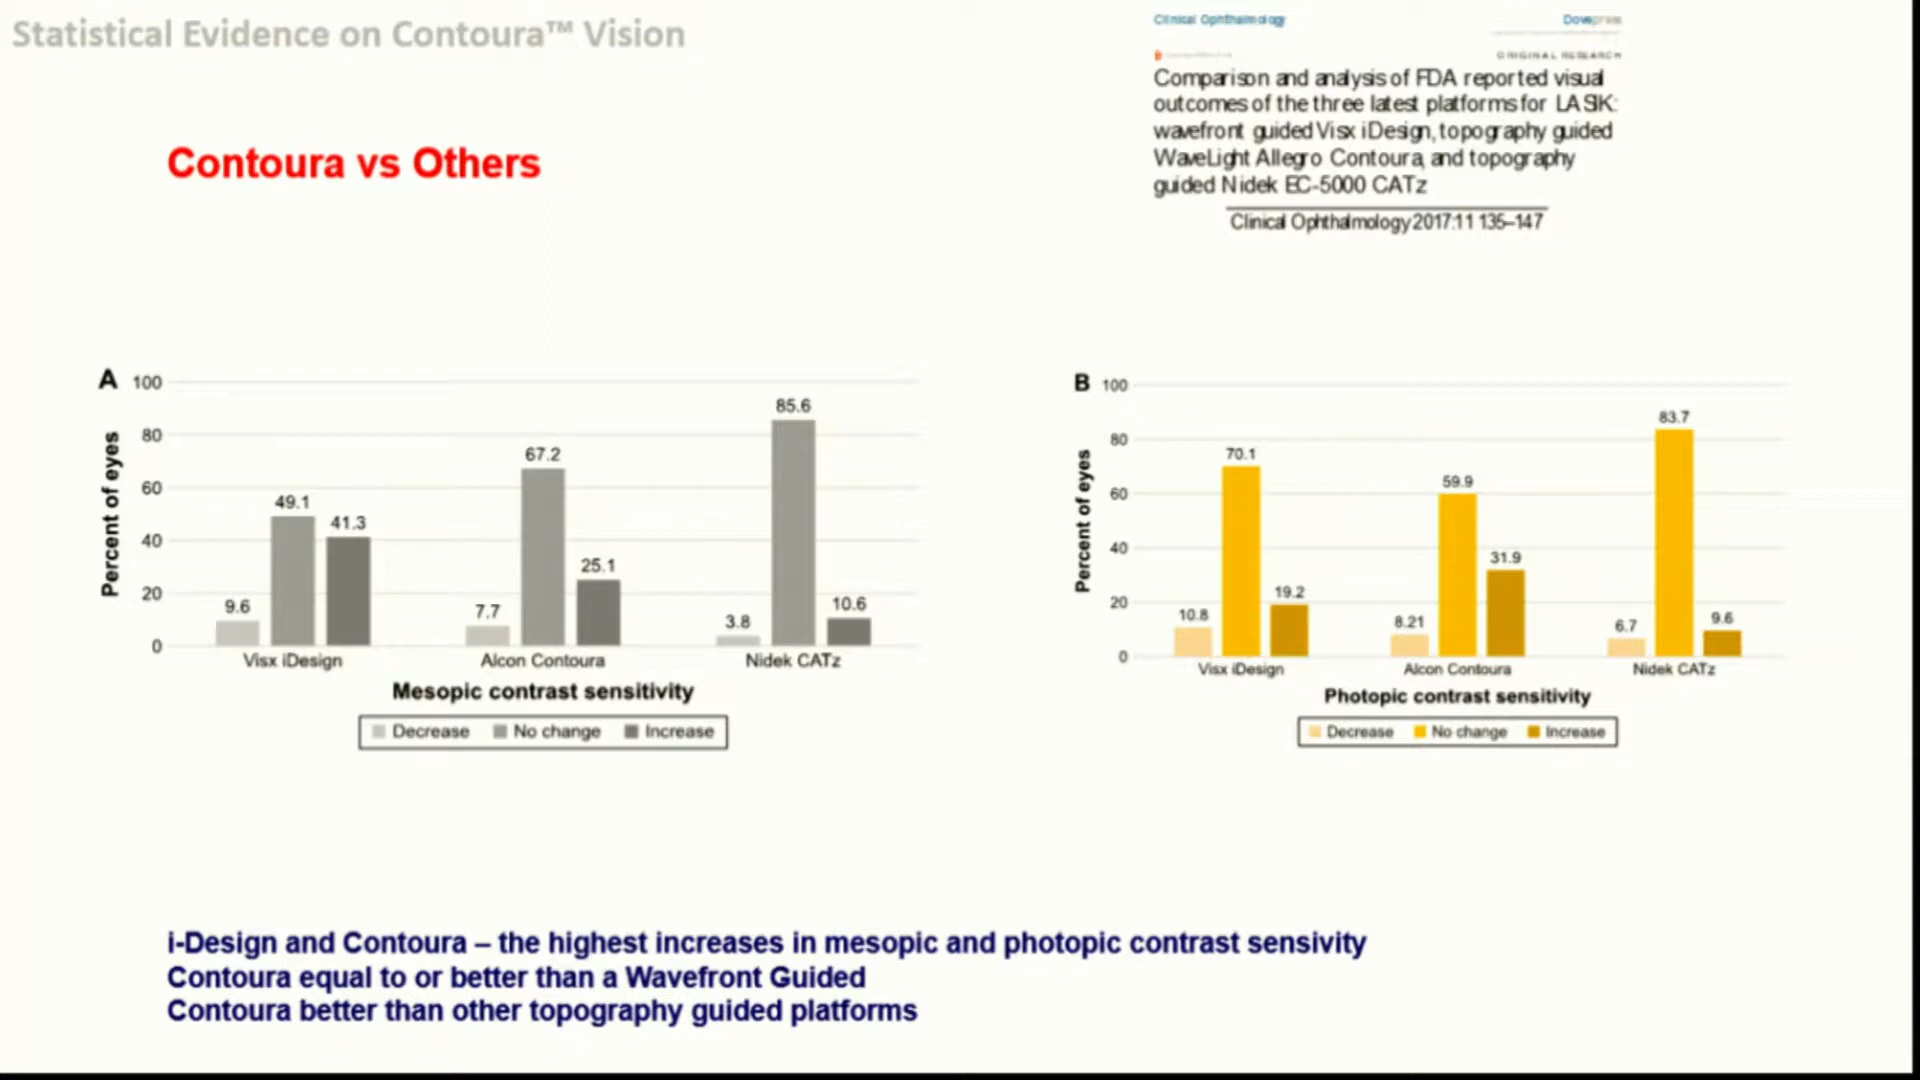 Statistical Evidence on Contoura™ Vision
Clinical Ophthalmology
Dovepress
ORIGINAL RESEARCH
Comparison and analysis of FDA reported visual
outcomes of the three latest platforms for LASIK:
wavefront guided Visx iDesign, topography guided
WaveLight Allegro Contoura, and topography
guided Nidek EC-5000 CATz
Clinical Ophthalmology 2017:11 135–147
Contoura vs Others
A
100
80
60
40
20
0
Percent of eyes
9.6
49.1
41.3
7.7
67.2
25.1
3.8
85.6
10.6
Visx iDesign
Alcon Contoura
Nidek CATz
Mesopic contrast sensitivity
Decrease No change Increase
B
100
80
60
40
20
0
Percent of eyes
10.8
70.1
19.2
8.21
59.9
31.9
6.7
83.7
9.6
Visx iDesign
Alcon Contoura
Nidek CATz
Photopic contrast sensitivity
Decrease No change Increase
i-Design and Contoura – the highest increases in mesopic and photopic contrast sensivity
Contoura equal to or better than a Wavefront Guided
Contoura better than other topography guided platforms